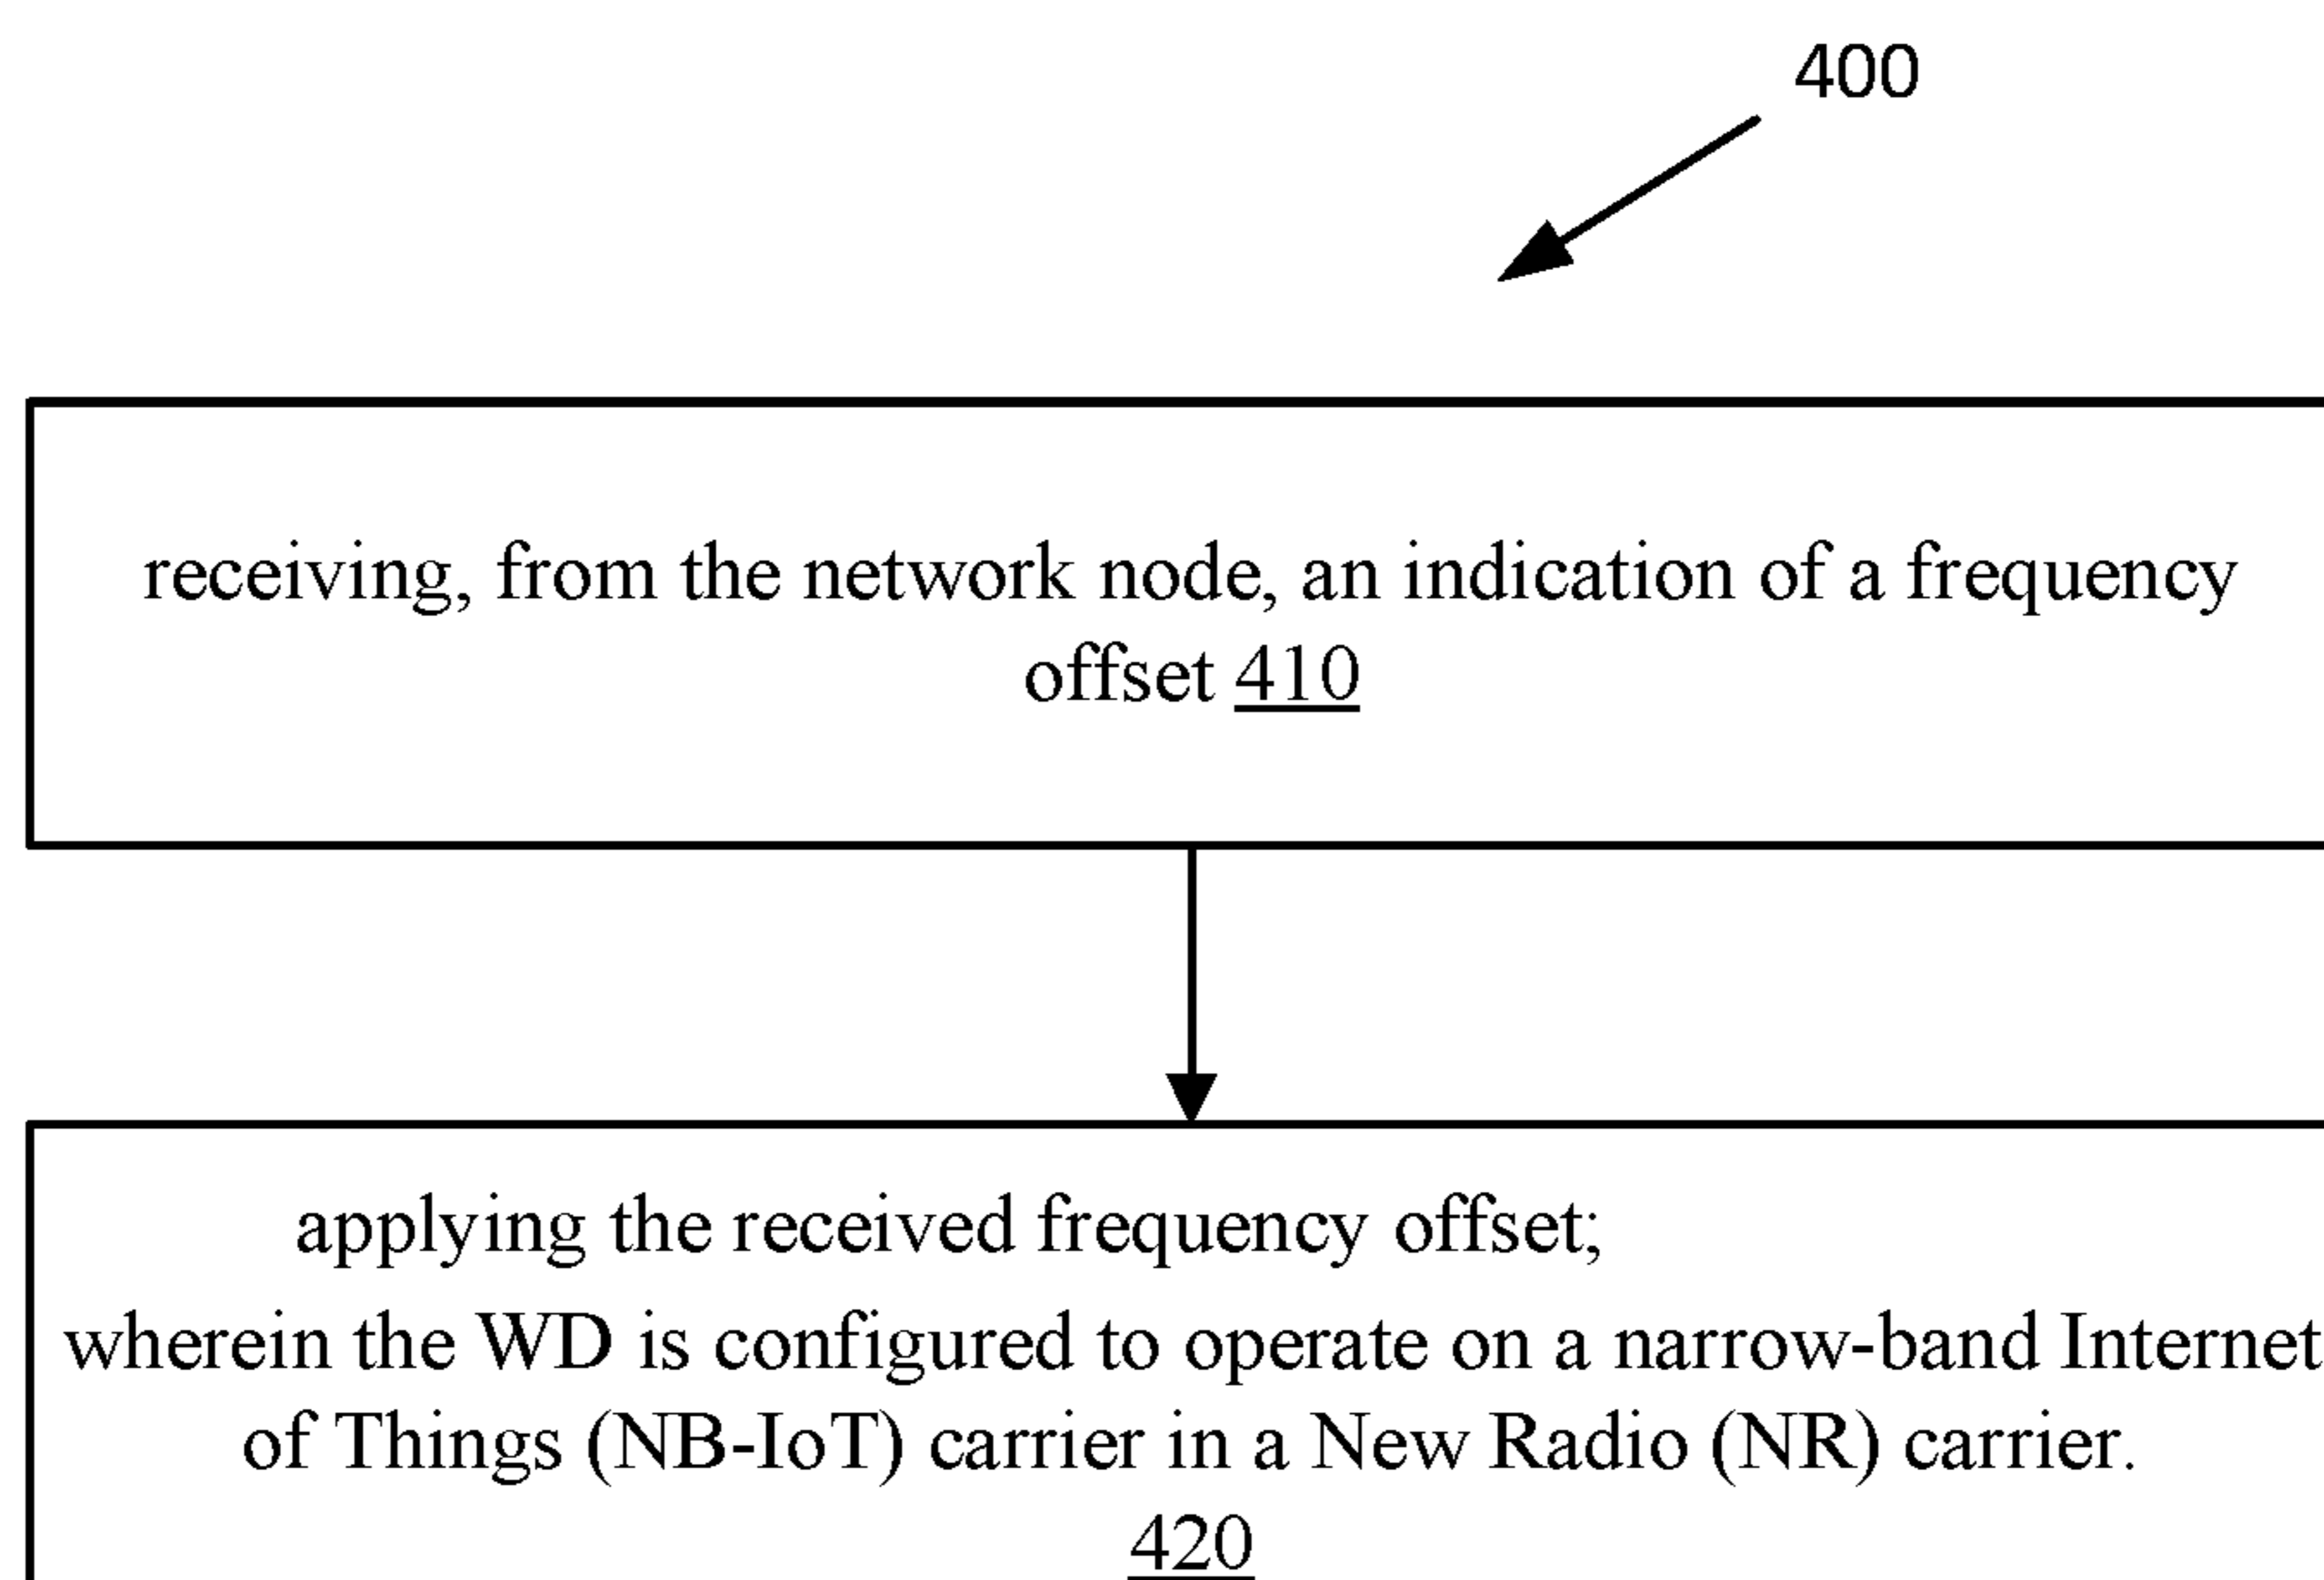 400
receiving, from the network node, an indication of a frequency
offset 410
applying the received frequency offset;
wherein the WD is configured to operate on a narrow-band Internet
of Things (NB-IoT) carrier in a New Radio (NR) carrier.
420